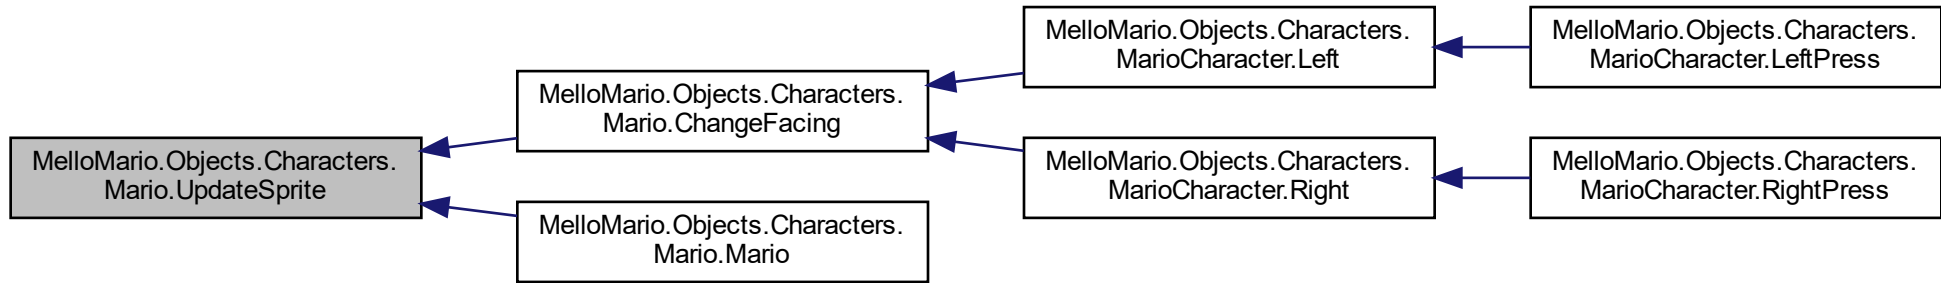 MelloMario.Objects.Characters.
Mario.UpdateSprite
MelloMario.Objects.Characters.
Mario.ChangeFacing
MelloMario.Objects.Characters.
Mario.Mario
MelloMario.Objects.Characters.
MarioCharacter.Left
MelloMario.Objects.Characters.
MarioCharacter.Right
MelloMario.Objects.Characters.
MarioCharacter.LeftPress
MelloMario.Objects.Characters.
MarioCharacter.RightPress